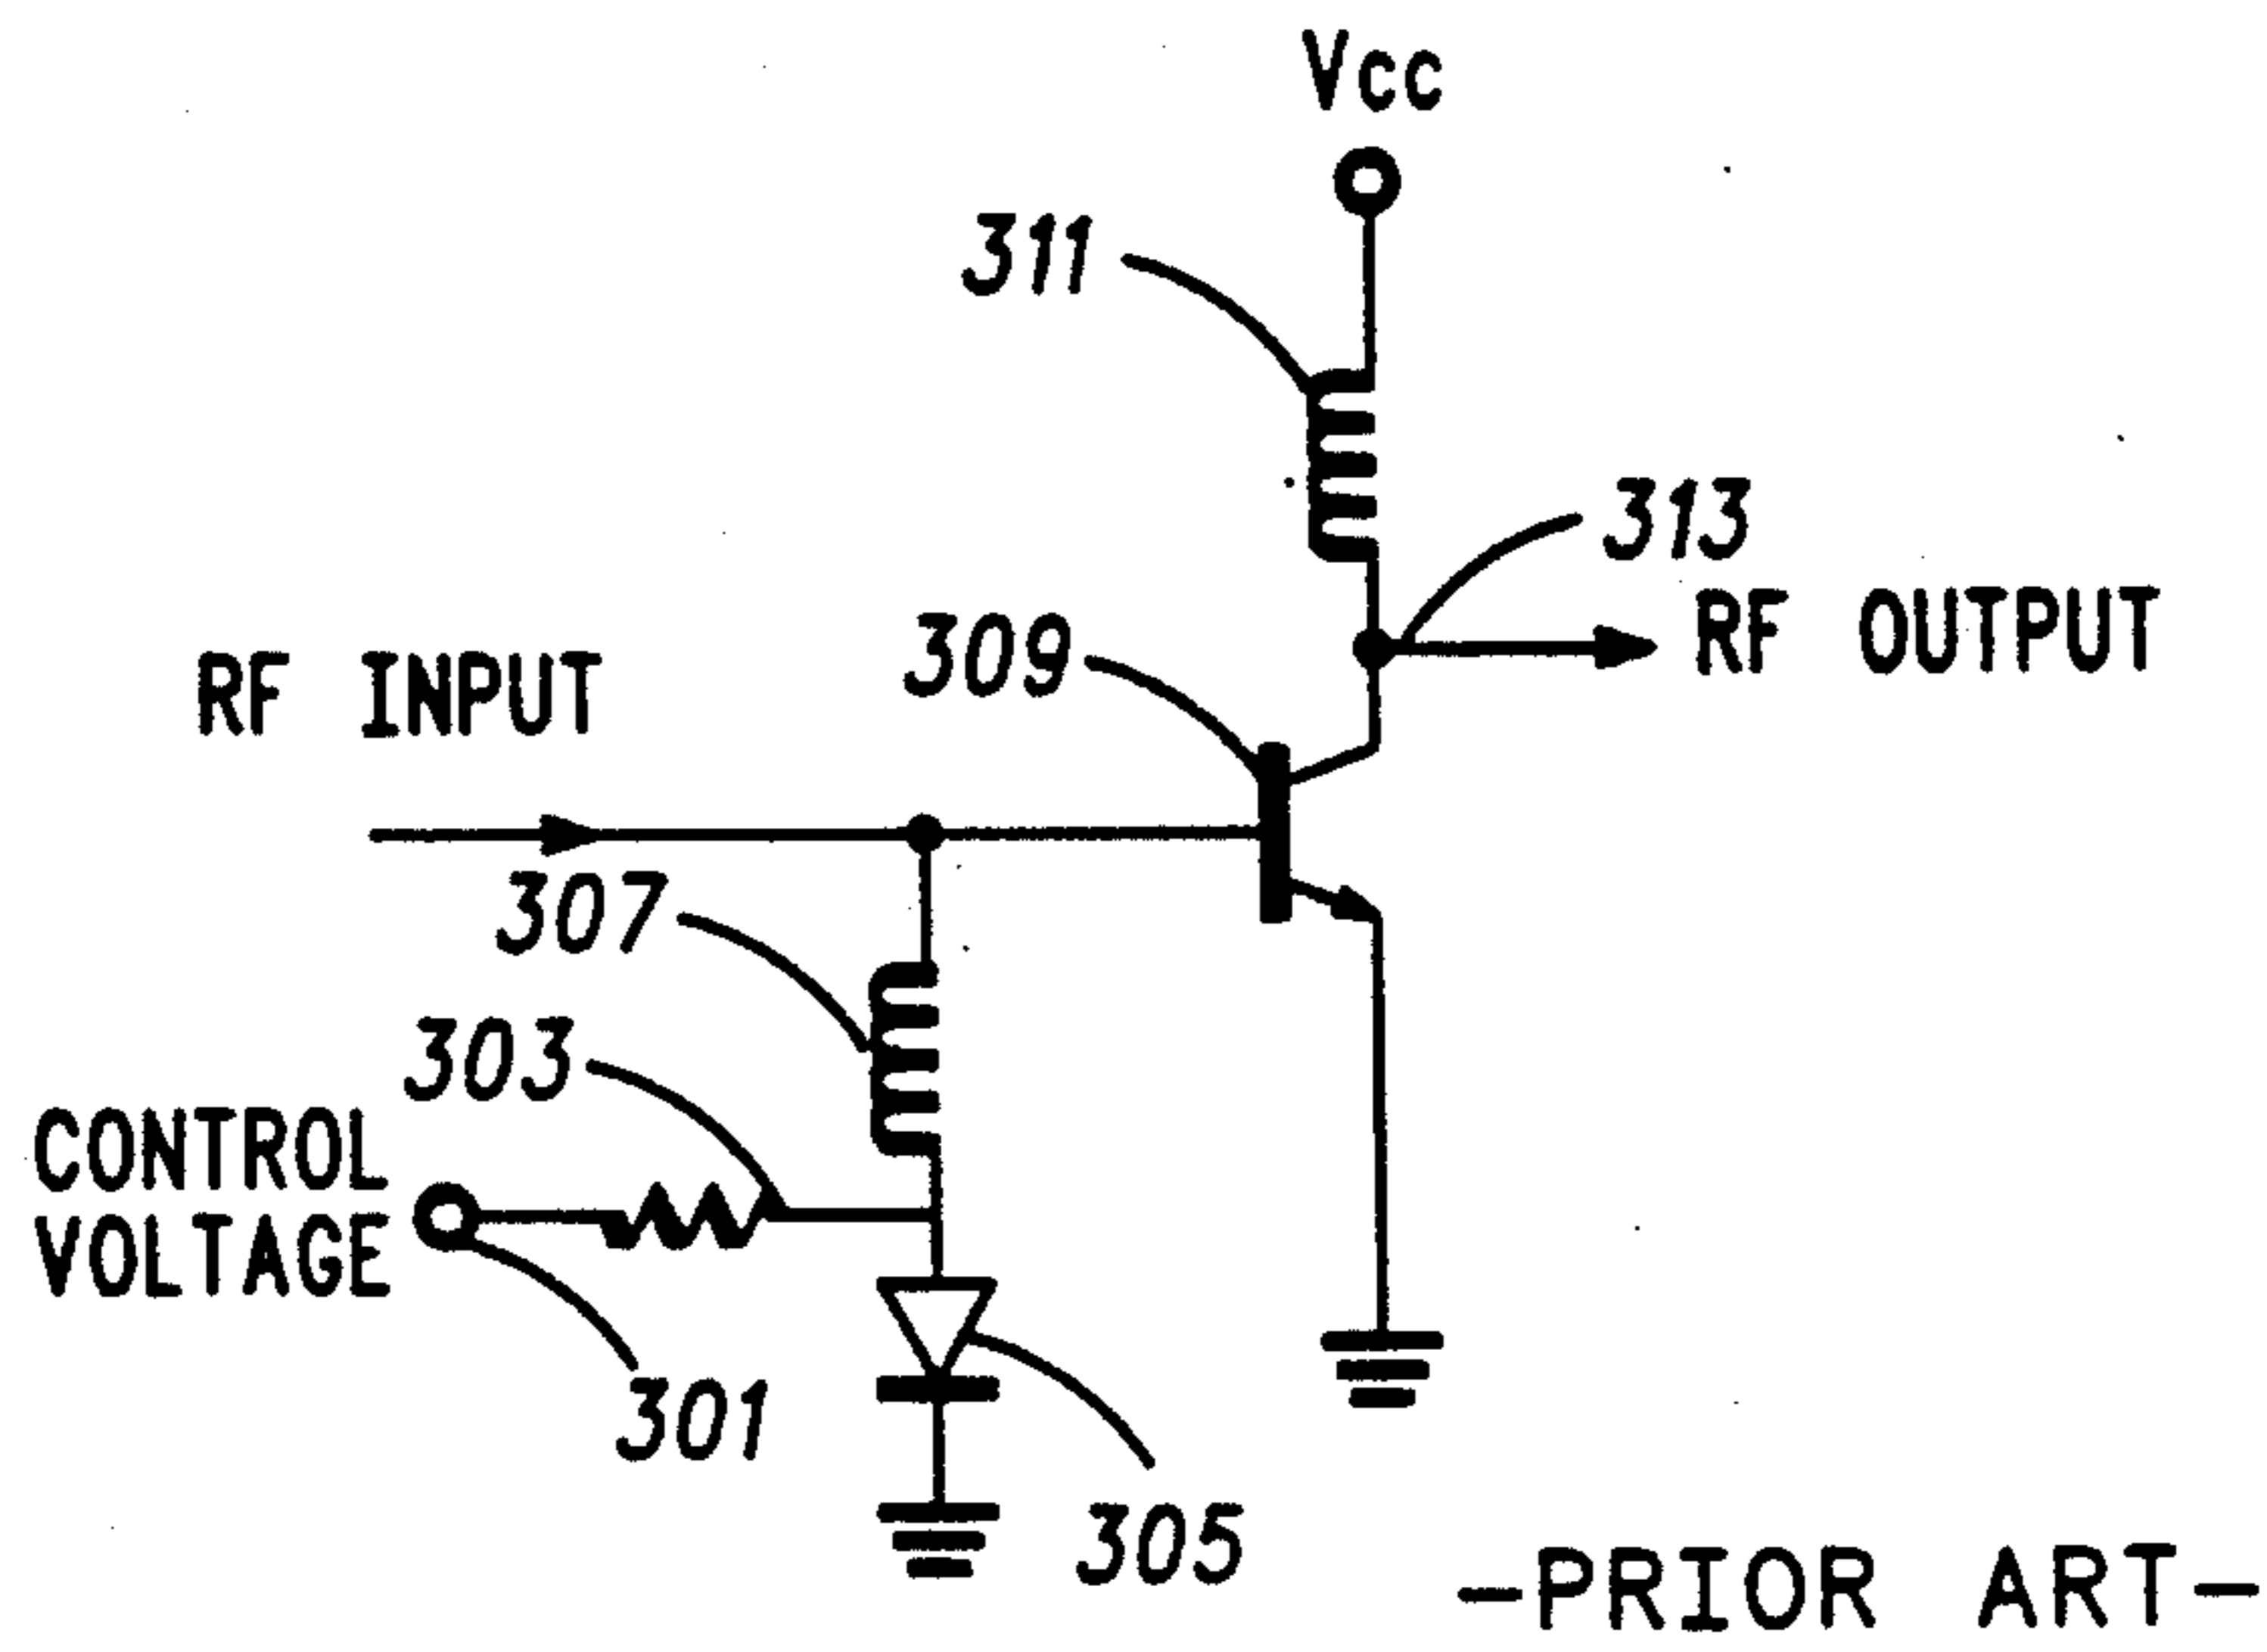 Vcc
311
313
RF OUTPUT
309
RF INPUT
307
303
CONTROL
VOLTAGE
301
305
-PRIOR ART-